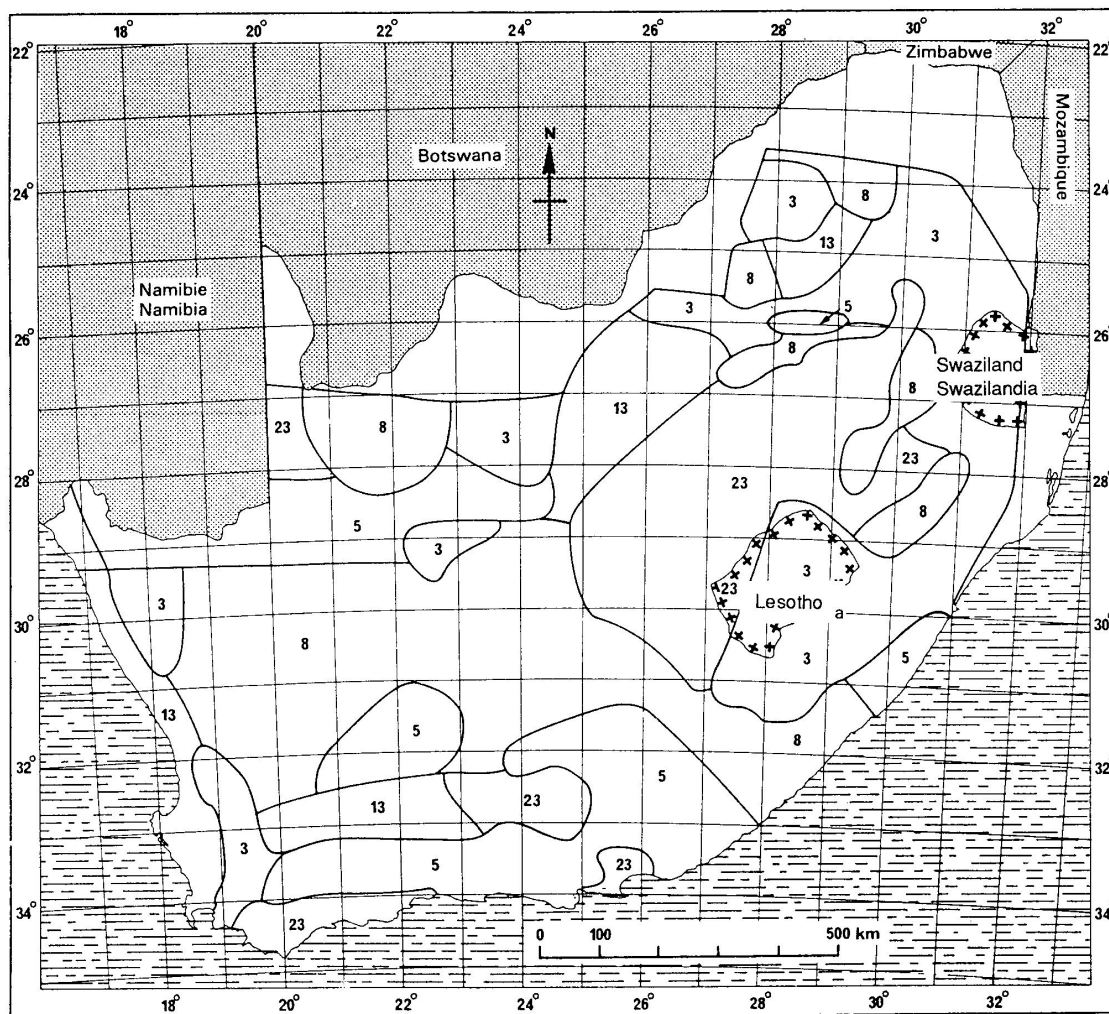 18° 20° 22° 24° 26° 28° 30° 32°
22° Zimbabwe 22°
Mozambique
N
Botswana
24° 24°
3 8
13 3
Namibie
Namibia
8
3 5
26° 26°
8
Swaziland
Swazilandia
13 8
23 8 3
23
28° 23 28°
8
5
3
3
3 23
Lesotho a
30° 30°
8 3 5
13
5 8
32° 32°
5
13 23
3
5 23
34° 34°
23
0 100 500 km
18° 20° 22° 24° 26° 28° 30° 32°